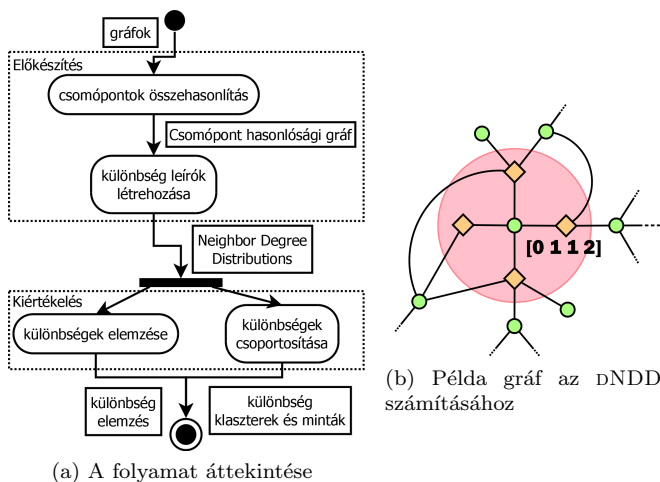 gráfok
Előkészítés
csomópontok összehasonlítás
Csomópont hasonlósági gráf
különbség leírók
létrehozása
Neighbor Degree
Distributions
Kiértékelés
különbségek elemzése
különbségek
csoportosítása
különbség
elemzés
különbség
klaszterek és minták
(a) A folyamat áttekintése
[0 1 1 2]
(b) Példa gráf az DNDD
számításához